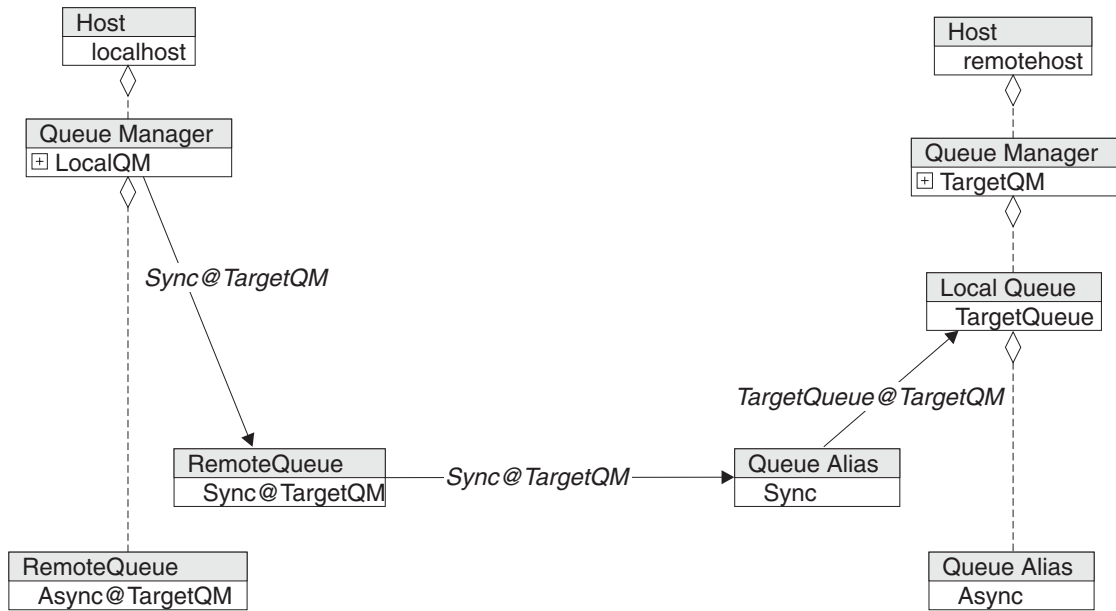 Host
localhost
Host
remotehost
Queue Manager
LocalQM
Queue Manager
TargetQM
Sync@TargetQM
Local Queue
TargetQueue
TargetQueue@TargetQM
RemoteQueue
Sync@TargetQM
Sync@TargetQM
Queue Alias
Sync
RemoteQueue
Async@TargetQM
Queue Alias
Async